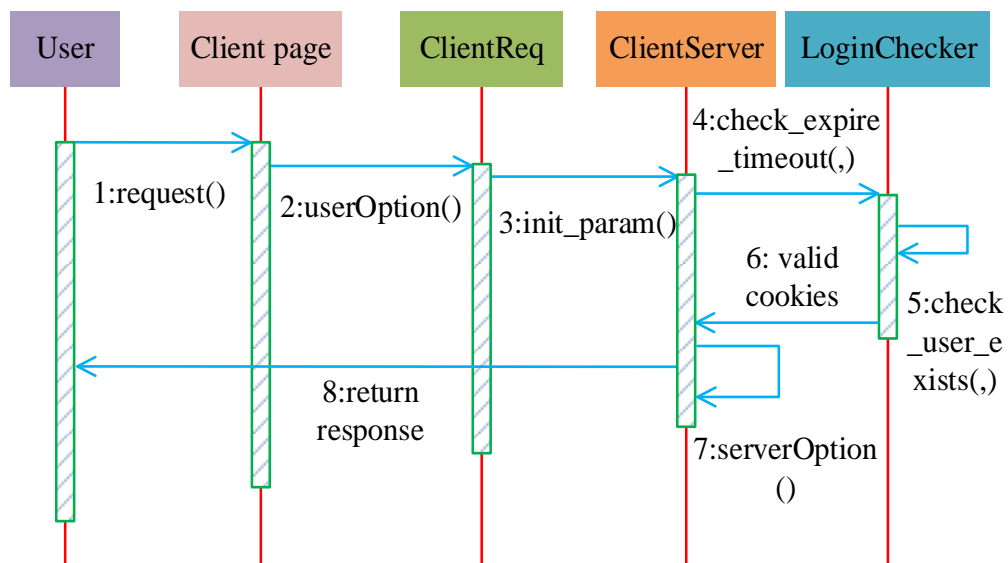 User
Client page
ClientReq
ClientServer
LoginChecker
1:request()
2:userOption()
3:init_param()
4:check_expire
_timeout(,)
5:check
_user_e
xists(,)
6: valid
cookies
7:serverOption
()
8:return
response